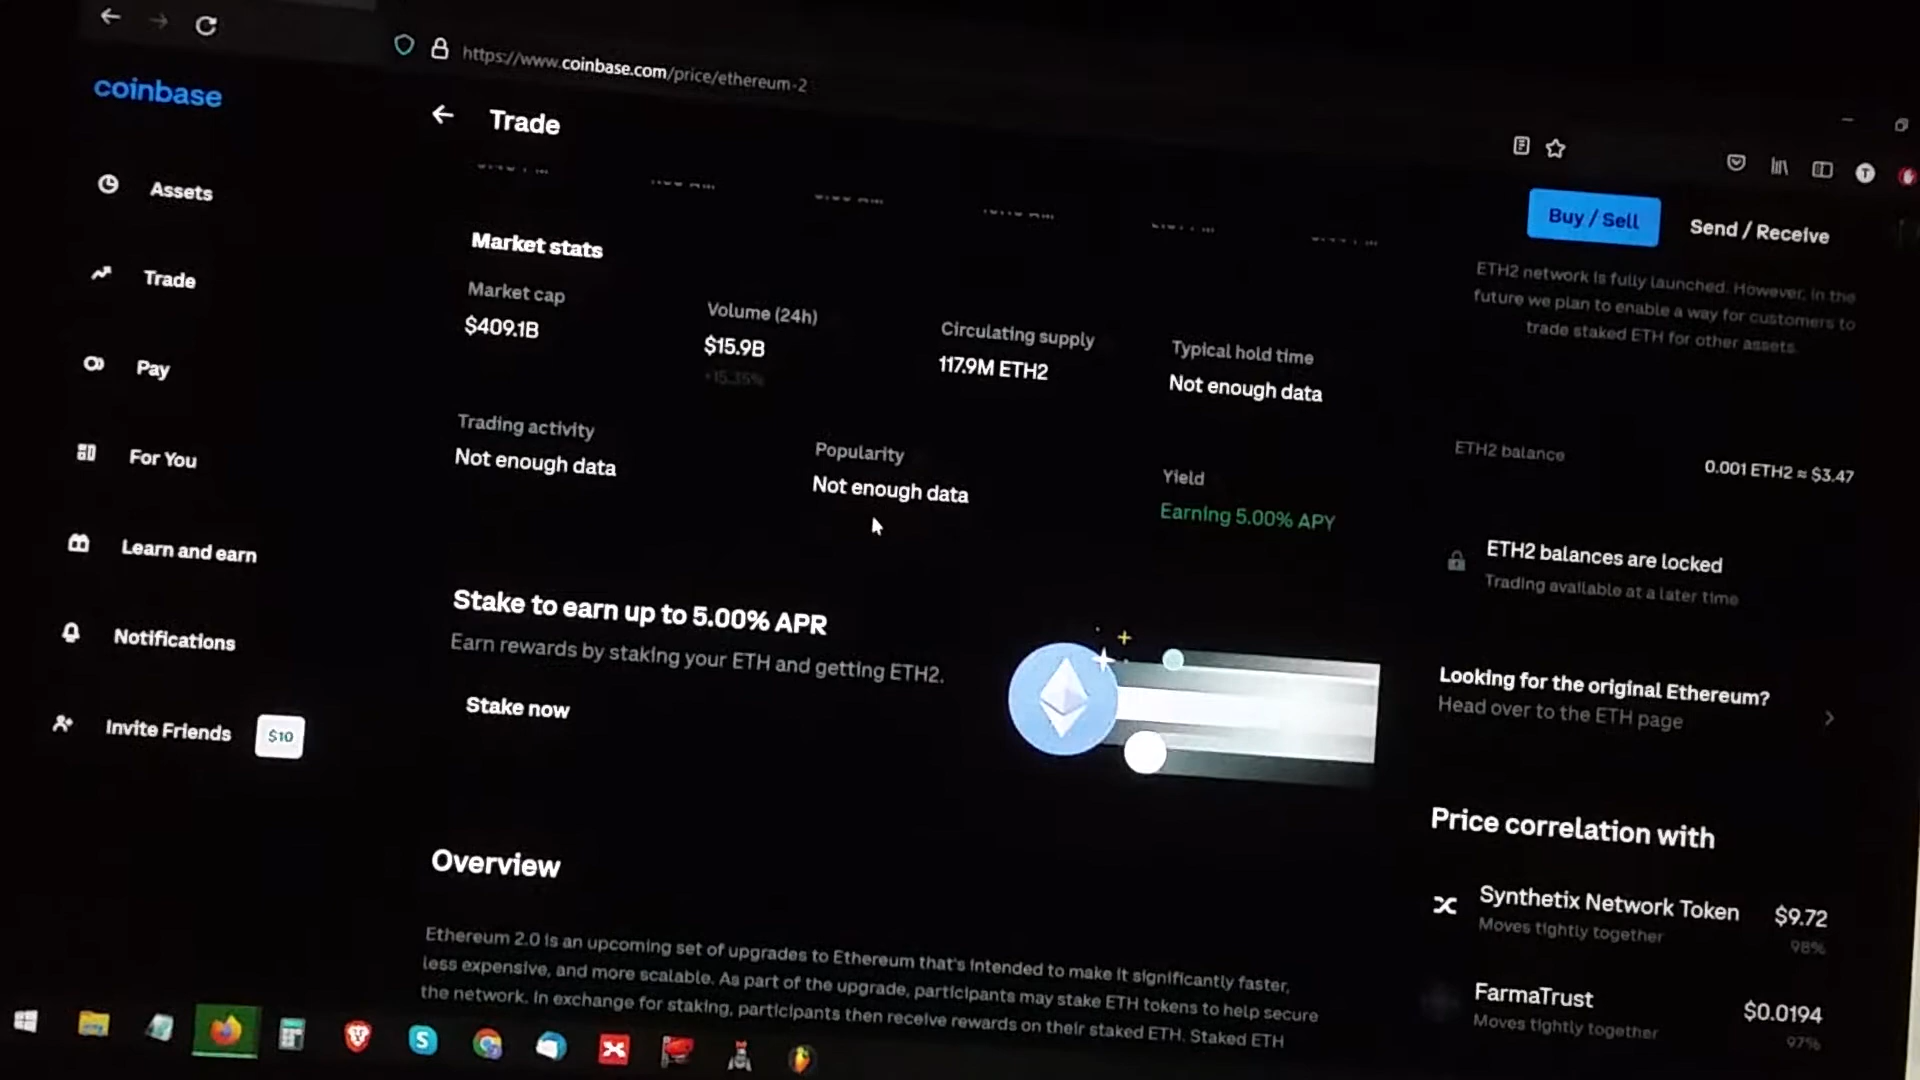 https://www.coinbase.com/price/ethereum-2
coinbase
Trade
Assets
Trade
Pay
For You
Learn and earn
Notifications
Invite Friends
$10
Market stats
Market cap
$409.1B
Volume (24h)
$15.9B
+15.35%
Circulating supply
117.9M ETH2
Typical hold time
Not enough data
Trading activity
Not enough data
Popularity
Not enough data
Yield
Earning 5.00% APY
Stake to earn up to 5.00% APR
Earn rewards by staking your ETH and getting ETH2.
Stake now
Overview
Ethereum 2.0 is an upcoming set of upgrades to Ethereum that's intended to make it significantly faster,
less expensive, and more scalable. As part of the upgrade, participants may stake ETH tokens to help secure
the network. In exchange for staking, participants then receive rewards on their staked ETH. Staked ETH
Buy / Sell
Send / Receive
ETH2 network is fully launched. However, in the
future we plan to enable a way for customers to
trade staked ETH for other assets.
ETH2 balance
0.001 ETH2 ≈ $3.47
ETH2 balances are locked
Trading available at a later time
Looking for the original Ethereum?
Head over to the ETH page
Price correlation with
Synthetix Network Token
$9.72
Moves tightly together
98%
FarmaTrust
$0.0194
Moves tightly together
97%